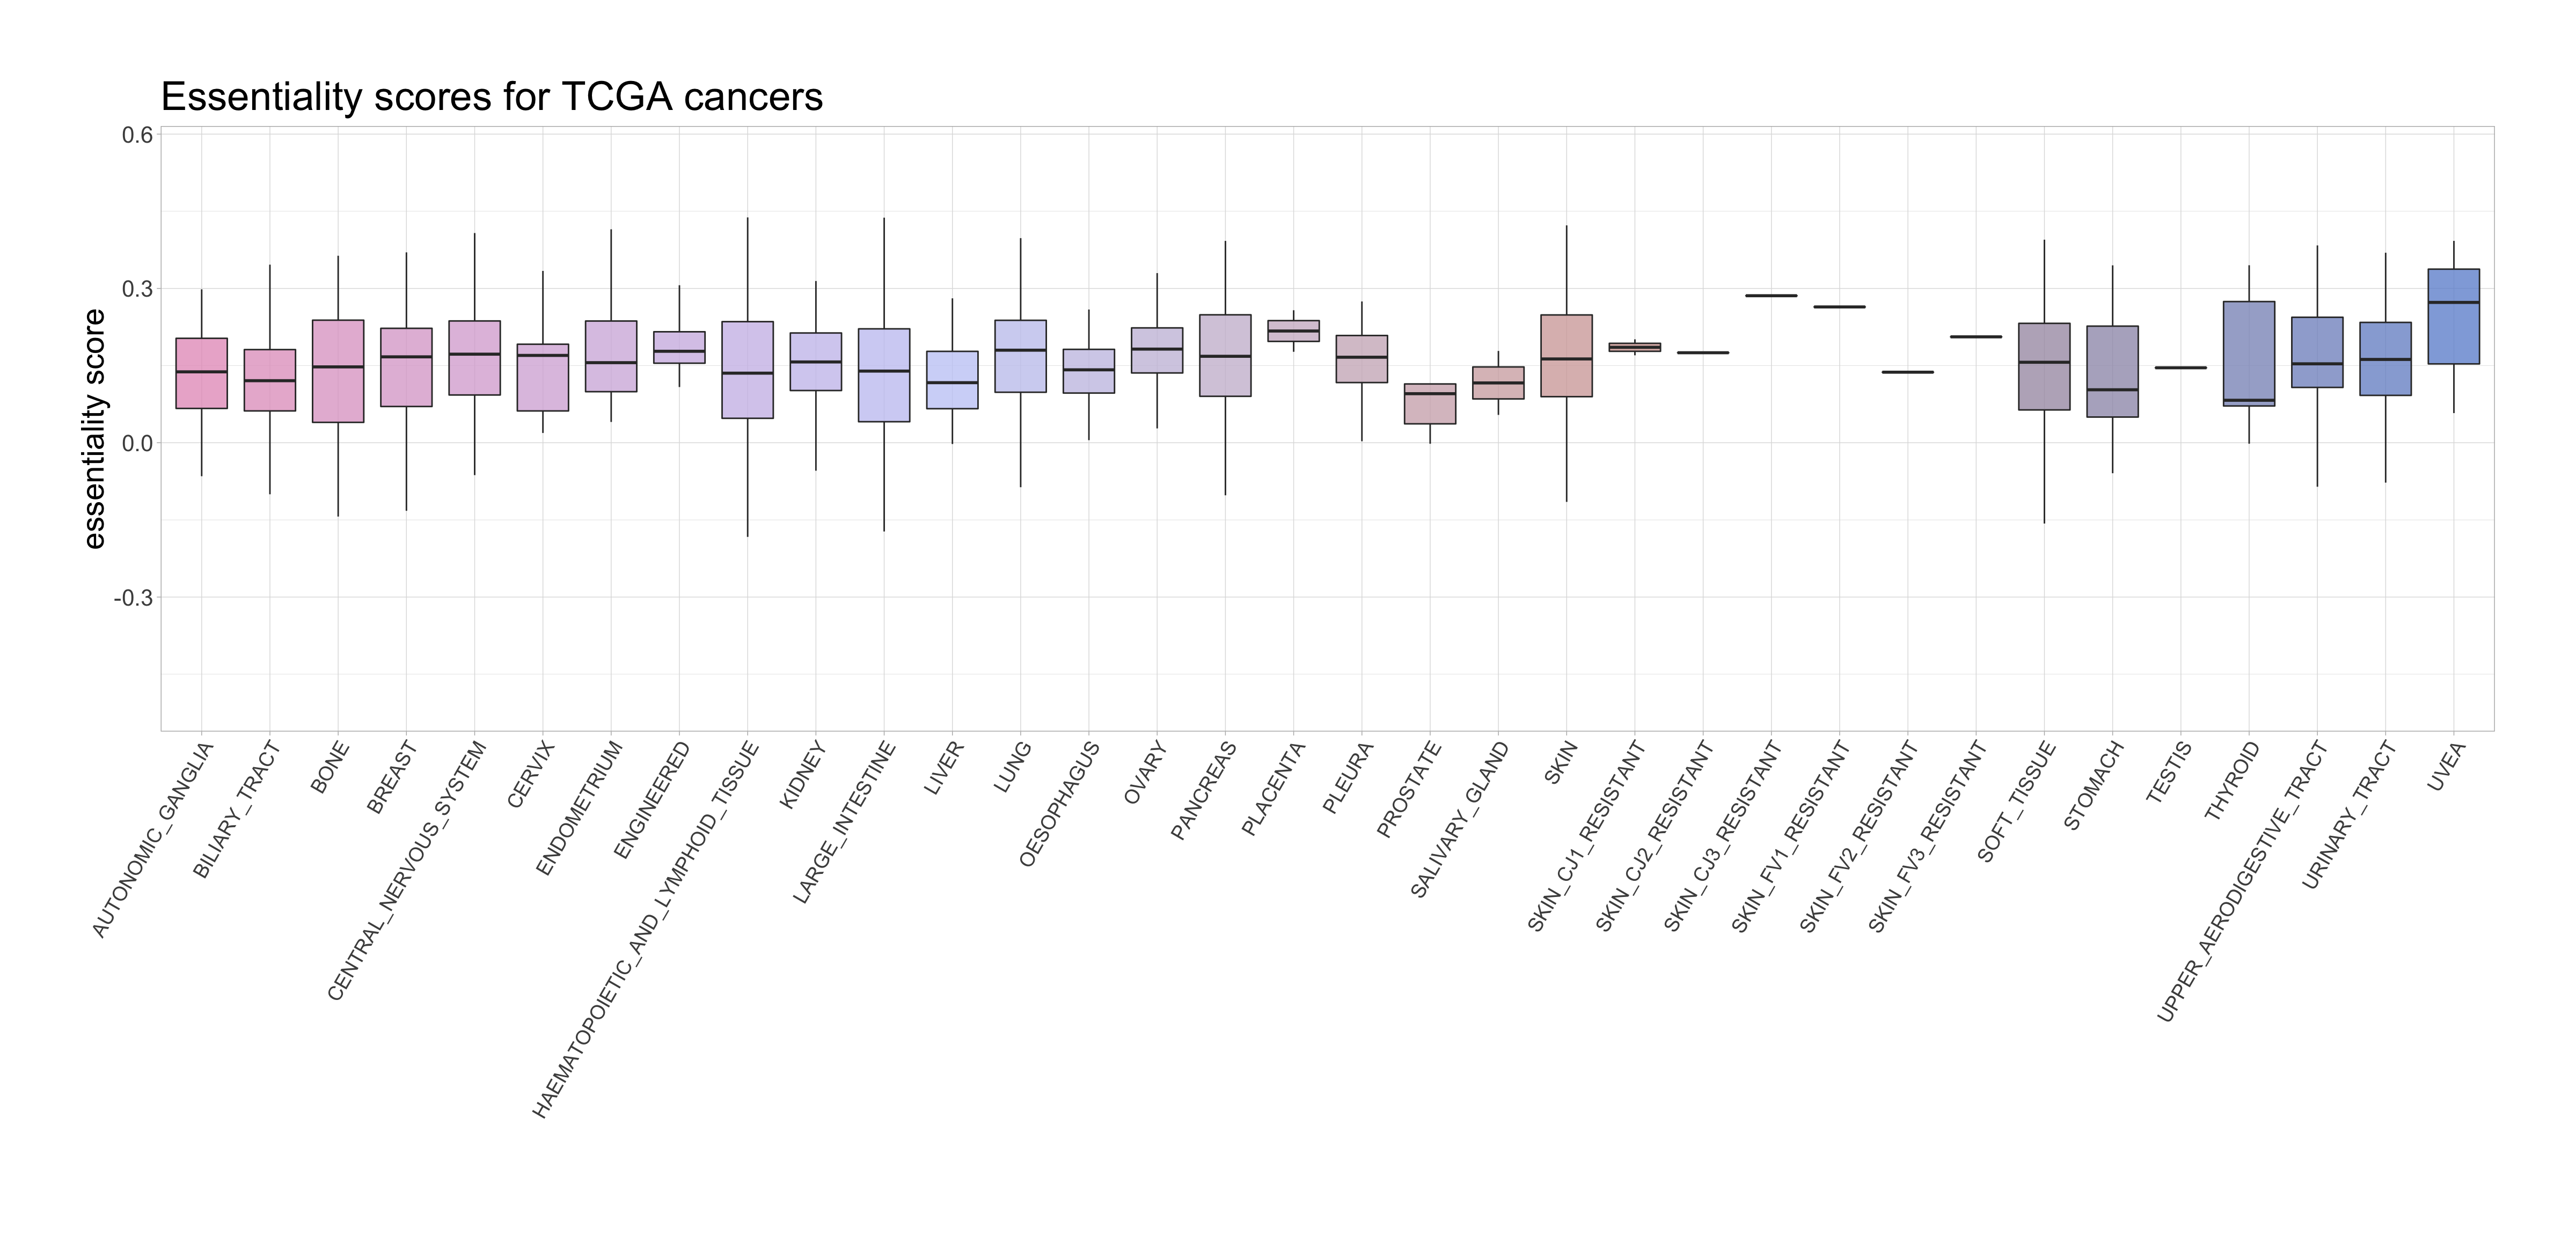 Essentiality scores for TCGA cancers
essentiality score
0.6
0.3
0.0
-0.3
AUTONOMIC_GANGLIA
BILIARY_TRACT
BONE
BREAST
CENTRAL_NERVOUS_SYSTEM
CERVIX
ENDOMETRIUM
ENGINEERED
HAEMATOPOIETIC_AND_LYMPHOID_TISSUE
KIDNEY
LARGE_INTESTINE
LIVER
LUNG
OESOPHAGUS
OVARY
PANCREAS
PLACENTA
PLEURA
PROSTATE
SALIVARY_GLAND
SKIN
SKIN_CJ1_RESISTANT
SKIN_CJ2_RESISTANT
SKIN_CJ3_RESISTANT
SKIN_FV1_RESISTANT
SKIN_FV2_RESISTANT
SKIN_FV3_RESISTANT
SOFT_TISSUE
STOMACH
TESTIS
THYROID
UPPER_AERODIGESTIVE_TRACT
URINARY_TRACT
UVEA